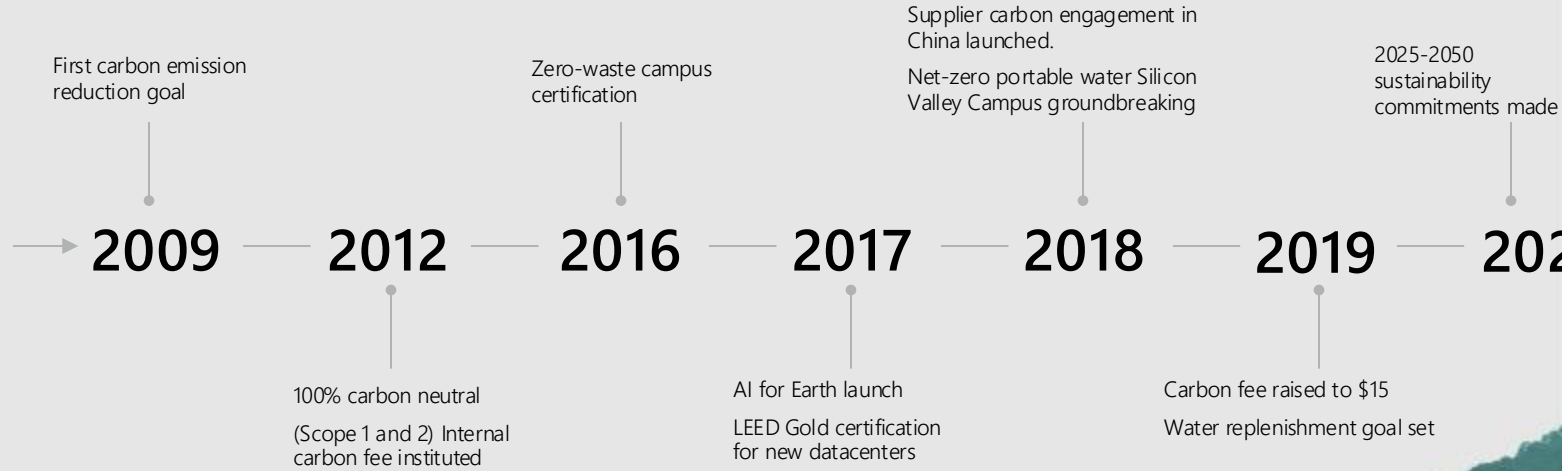 First carbon emission
reduction goal
Zero-waste campus
certification
Supplier carbon engagement in
China launched.
Net-zero portable water Silicon
Valley Campus groundbreaking
2025-2050
sustainability
commitments made
2009
2012
2016
2017
2018
2019
100% carbon neutral
(Scope 1 and 2) Internal
carbon fee instituted
AI for Earth launch
LEED Gold certification
for new datacenters
Carbon fee raised to $15
Water replenishment goal set